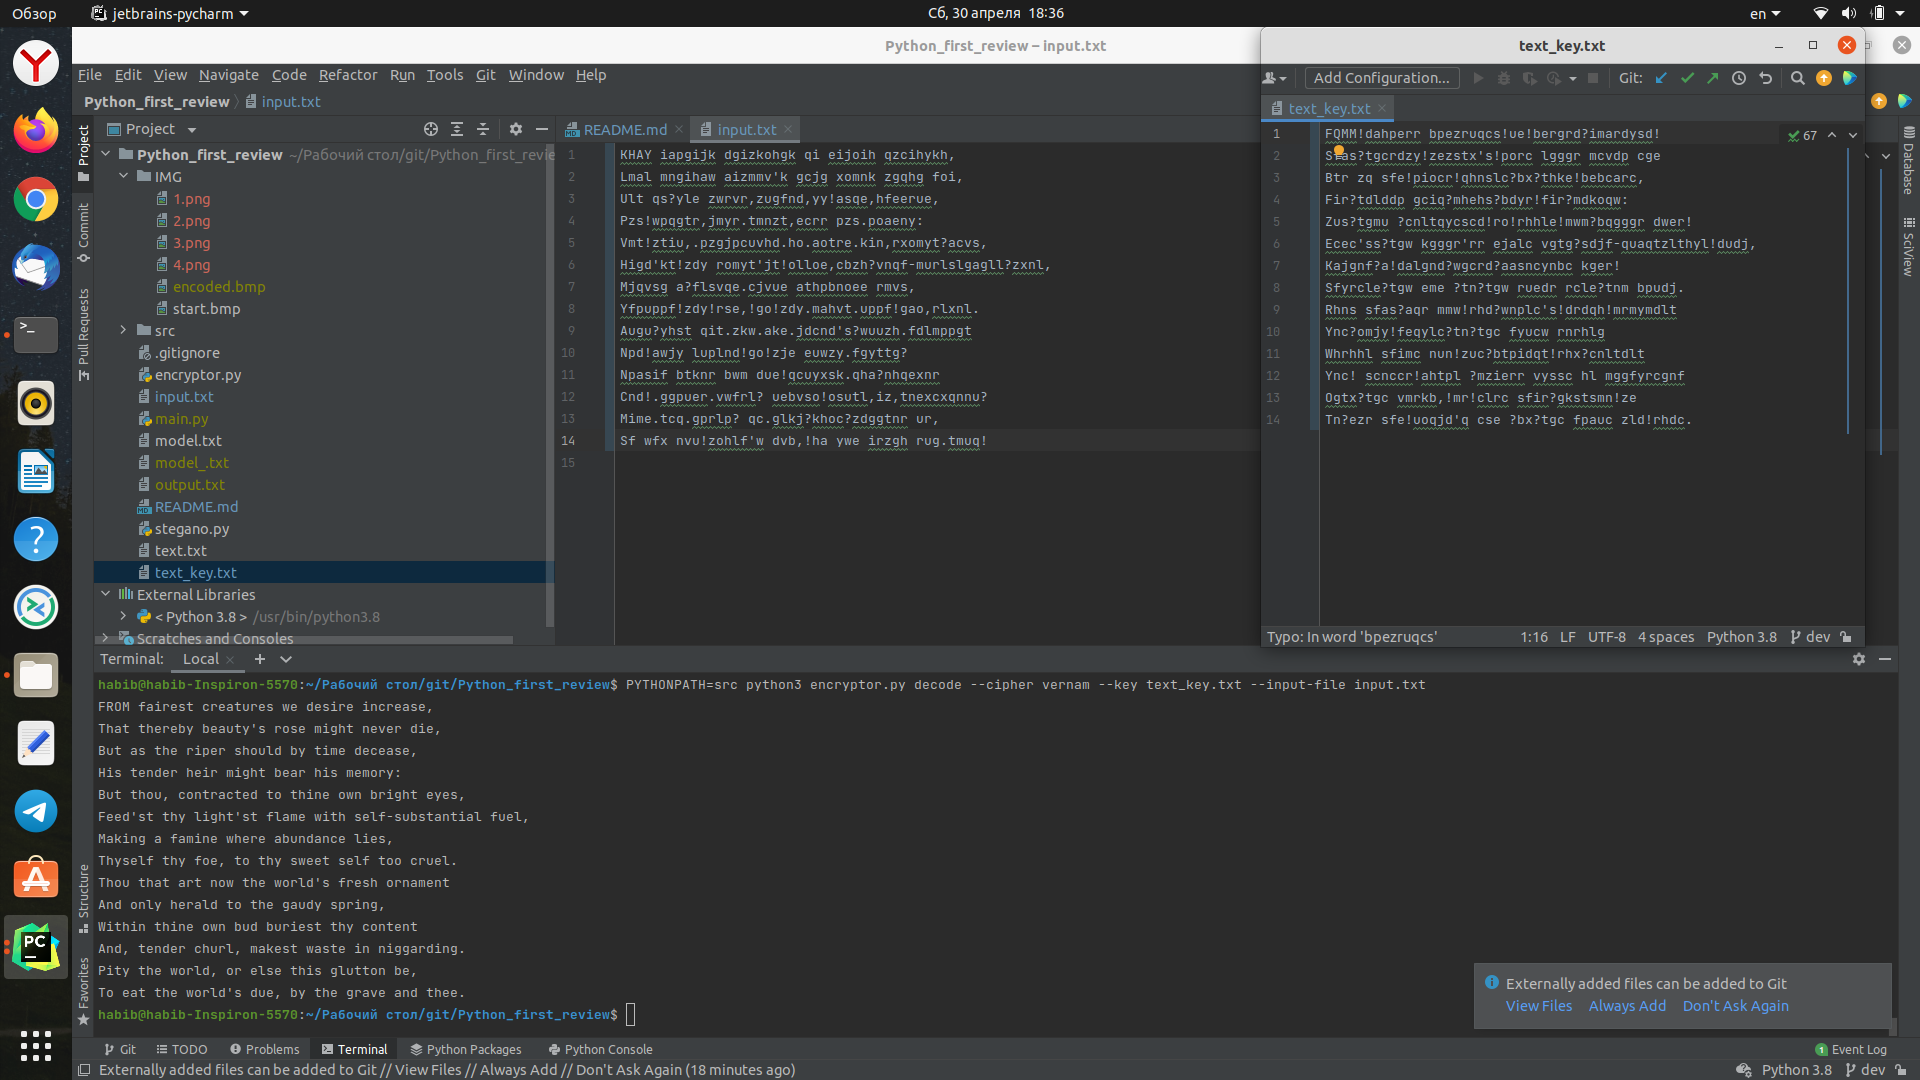 Обзор
jetbrains-pycharm
Сб, 30 апреля 18:36
en
Python_first_review – input.txt
File Edit View Navigate Code Refactor Run Tools Git Window Help
Python_first_review
input.txt
Project
Python_first_review ~/Рабочий стол/git/Python_first_revie
IMG
1.png
2.png
3.png
4.png
encoded.bmp
start.bmp
src
.gitignore
encryptor.py
input.txt
main.py
model.txt
model_.txt
output.txt
README.md
stegano.py
text.txt
text_key.txt
External Libraries
< Python 3.8 > /usr/bin/python3.8
Scratches and Consoles
Project
Commit
Pull Requests
Structure
Favorites
README.md
input.txt
1 KHAY iapgijk dgizkohgk qi eijoih qzcihykh,
2 Lmal mngihaw aizmmv'k gcjg xomnk zgqhg foi,
3 Ult qs?yle zwrvr,zugfnd,yy!asqe,hfeerue,
4 Pzs!wpqgtr,jmyr.tmnzt,ecrr pzs.poaeny:
5 Vmt!ztiu,.pzgjpcuvhd.ho.aotre.kin,rxomyt?acvs,
6 Higd'kt!zdy romyt'jt!olloe,cbzh?vnqf-murlslgagll?zxnl,
7 Mjqvsg a?flsvqe.cjvue athpbnoee rmvs,
8 Yfpuppf!zdy!rse,!go!zdy.mahvt.uppf!gao,rlxnl.
9 Augu?yhst qit.zkw.ake.jdcnd's?wuuzh.fdlmppgt
10 Npd!awjy luplnd!go!zje euwzy.fgyttg?
11 Npasif btknr bwm due!qcuyxsk.qha?nhqexnr
12 Cnd!.ggpuer.vwfrl? uebvso!osutl,iz,tnexcxqnnu?
13 Mime.tcq.gprlp? qc.glkj?khoc?zdggtnr ur,
14 Sf wfx nvu!zohlf'w dvb,!ha ywe irzgh rug.tmuq!
15
text_key.txt
Add Configuration...
Git:
text_key.txt
67
1 FQMM!dahperr bpezruqcs!ue!bergrd?imardysd!
2 Sfas?tgcrdzy!zezstx's!porc lgggr mcvdp cge
3 Btr zq sfe!piocr!qhnslc?bx?thke!bebcarc,
4 Fir?tdlddp gciq?mhehs?bdyr!fir?mdkoqw:
5 Zus?tgmu ?cnltqycscd!ro!rhhle!mwm?bqgggr dwer!
6 Ecec'ss?tgw kgggr'rr ejalc vgtg?sdjf-quaqtzlthyl!dudj,
7 Kajgnf?a!dalgnd?wgcrd?aasncynbc kger!
8 Sfyrcle?tgw eme ?tn?tgw ruedr rcle?tnm bpudj.
9 Rhns sfas?aqr mmw!rhd?wnplc's!drdqh!mrmymdlt
10 Ync?omjy!feqylc?tn?tgc fyucw rnrhlg
11 Whrhhl sfimc nun!zuc?btpidqt!rhx?cnltdlt
12 Ync! scnccr!ahtpl ?mzierr vyssc hl mggfyrcgnf
13 Ogtx?tgc vmrkb,!mr!clrc sfir?gkstsmn!ze
14 Tn?ezr sfe!uoqjd'q cse ?bx?tgc fpauc zld!rhdc.
Typo: In word 'bpezruqcs' 1:16 LF UTF-8 4 spaces Python 3.8 dev
Database
SciView
Terminal: Local
habib@habib-Inspiron-5570:~/Рабочий стол/git/Python_first_review$ PYTHONPATH=src python3 encryptor.py decode --cipher vernam --key text_key.txt --input-file input.txt
FROM fairest creatures we desire increase,
That thereby beauty's rose might never die,
But as the riper should by time decease,
His tender heir might bear his memory:
But thou, contracted to thine own bright eyes,
Feed'st thy light'st flame with self-substantial fuel,
Making a famine where abundance lies,
Thyself thy foe, to thy sweet self too cruel.
Thou that art now the world's fresh ornament
And only herald to the gaudy spring,
Within thine own bud buriest thy content
And, tender churl, makest waste in niggarding.
Pity the world, or else this glutton be,
To eat the world's due, by the grave and thee.
habib@habib-Inspiron-5570:~/Рабочий стол/git/Python_first_review$
Externally added files can be added to Git
View Files Always Add Don't Ask Again
Git TODO Problems Terminal Python Packages Python Console
1 Event Log
Externally added files can be added to Git // View Files // Always Add // Don't Ask Again (18 minutes ago)
Python 3.8 dev